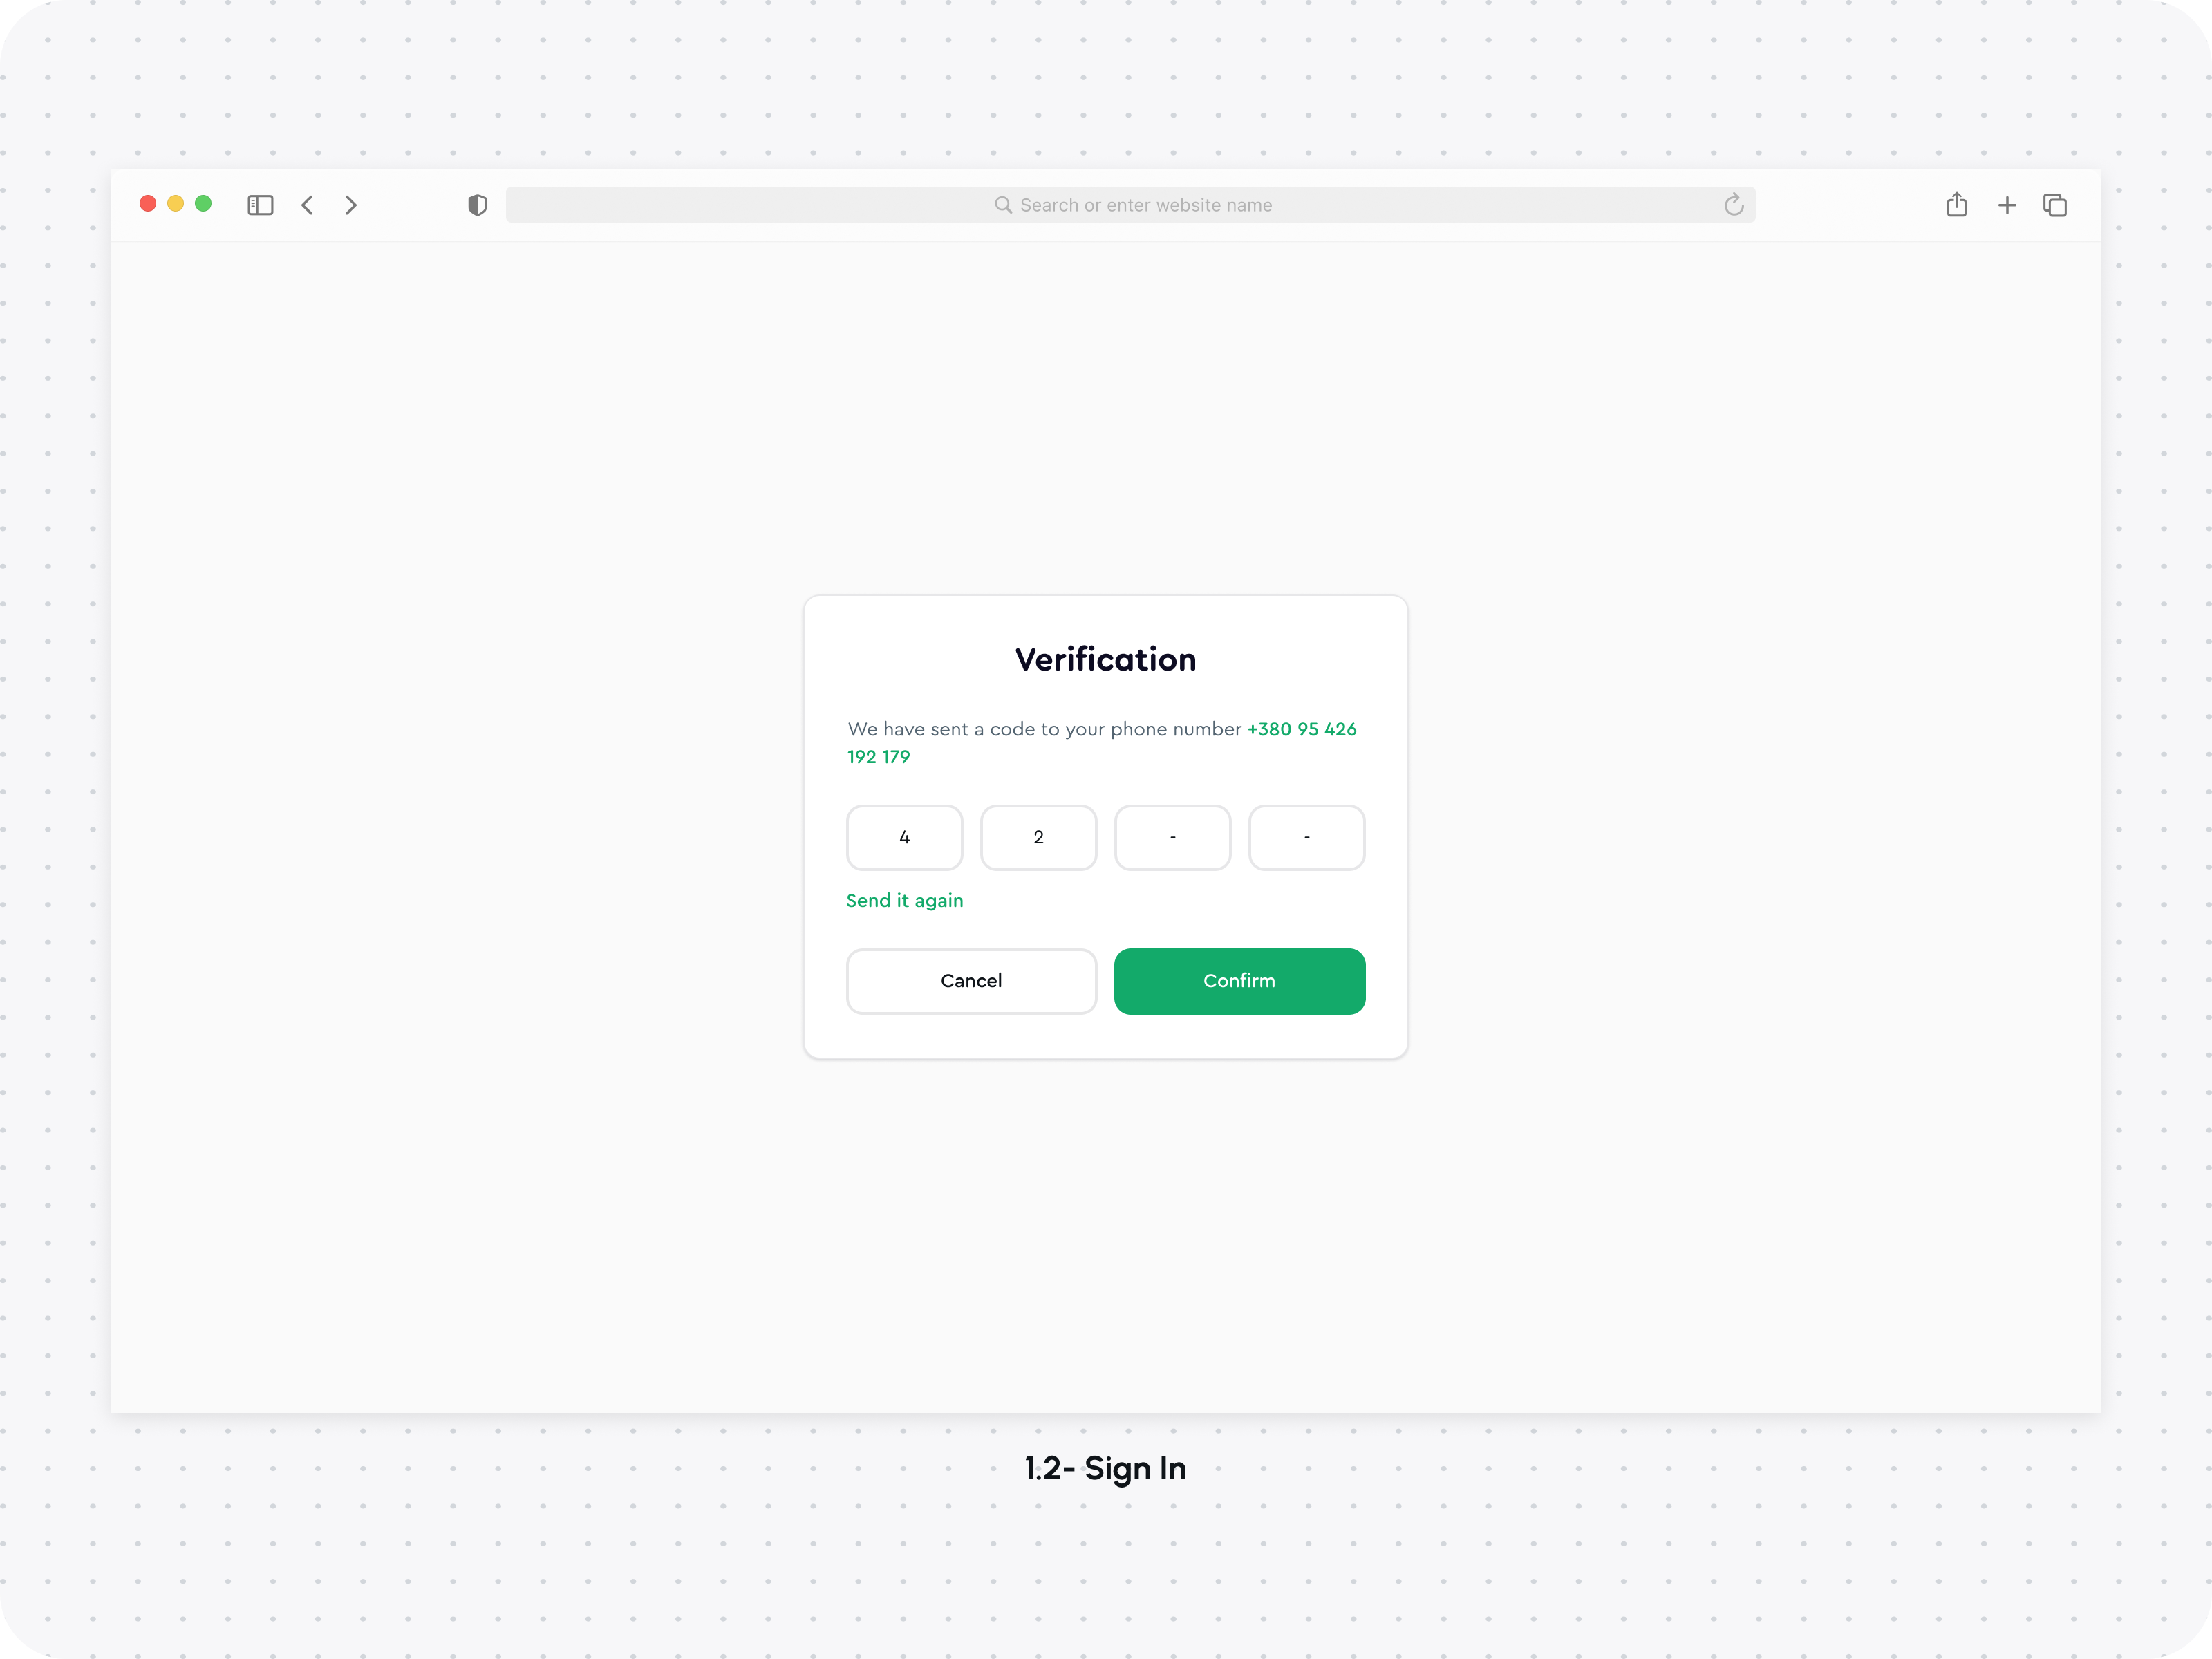 Search or enter website name
Verification
We have sent a code to your phone number +380 95 426
192 179
4 2 - -
Send it again
Cancel Confirm
1.2- Sign In